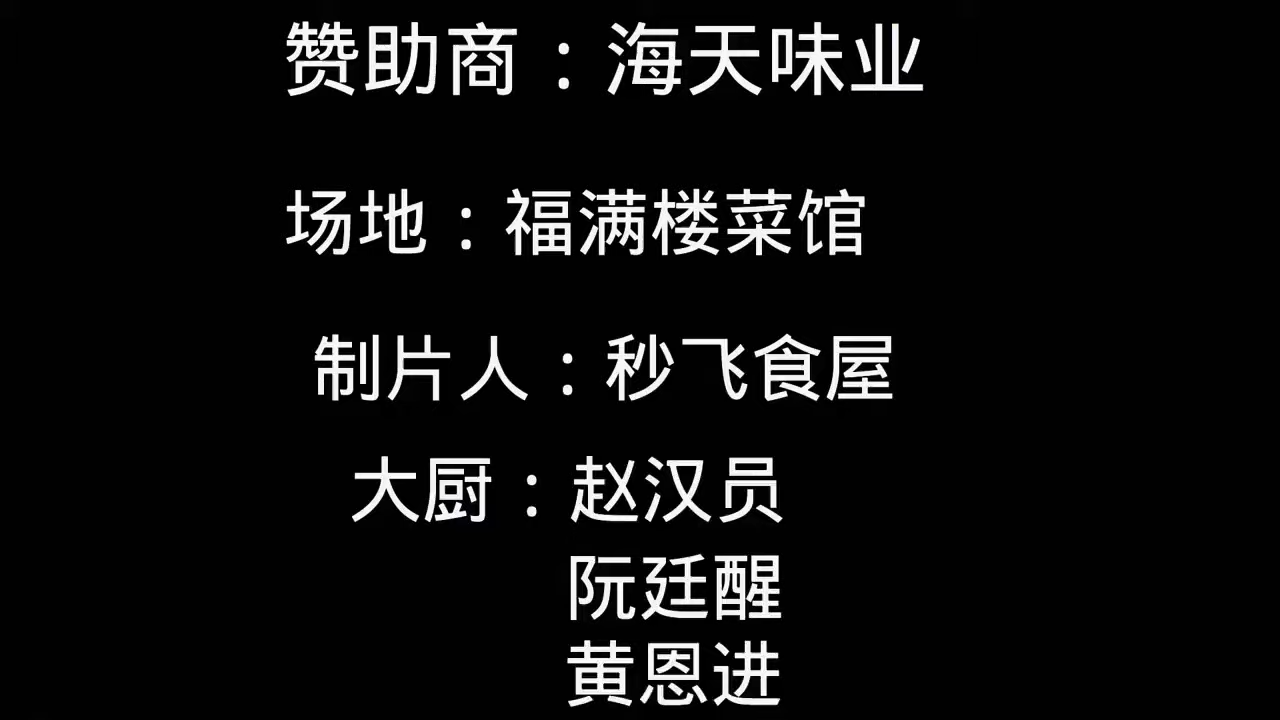 赞助商：海天味业
场地：福满楼菜馆
制片人：秒飞食屋
大厨：赵汉员
阮廷醒
黄恩进